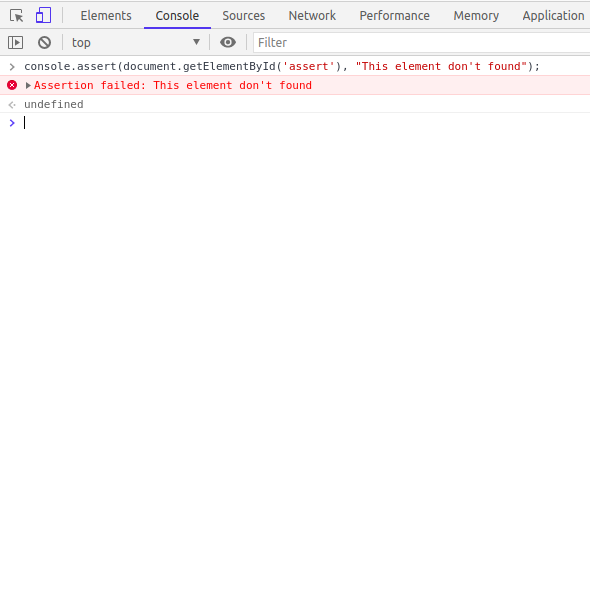 Elements Console Sources Network Performance Memory Application
top Filter
console.assert(document.getElementById('assert'), "This element don't found");
Assertion failed: This element don't found
undefined